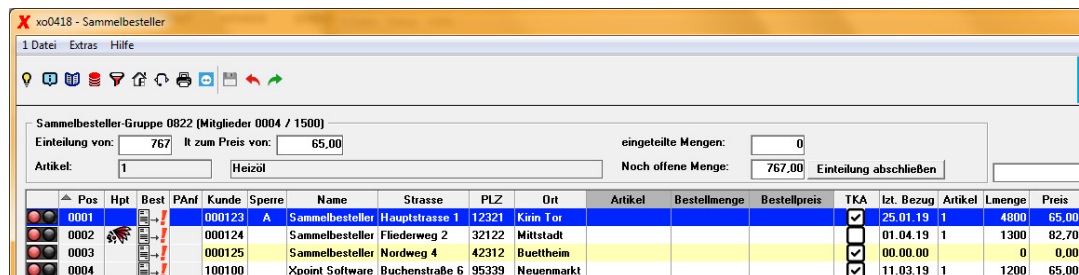 xo0418 - Sammelbesteller
1 Datei Extras Hilfe
Sammelbesteller-Gruppe 0822 (Mitglieder 0004 / 1500)
Einteilung von: 767 lt zum Preis von: 65,00 eingeteilte Mengen: 0
Artikel: 1 Heizöl Noch offene Menge: 767,00 Einteilung abschließen
Pos Hpt Best PAnf Kunde Sperre Name Strasse PLZ Ort Artikel Bestellmenge Bestellpreis TKA lzt. Bezug Artikel Lmenge Preis
0001 000123 A Sammelbesteller Hauptstrasse 1 12321 Kirin Tor 25.01.19 1 4800 65,00
0002 000124 Sammelbesteller Fliederweg 2 32122 Mittstadt 01.04.19 1 1300 82,70
0003 000125 Sammelbesteller Nordweg 4 42312 Buettheim 00.00.00 0 0,00
0004 100100 Xpoint Software Buchenstraße 6 95339 Neuenmarkt 11.03.19 1 1200 65,00